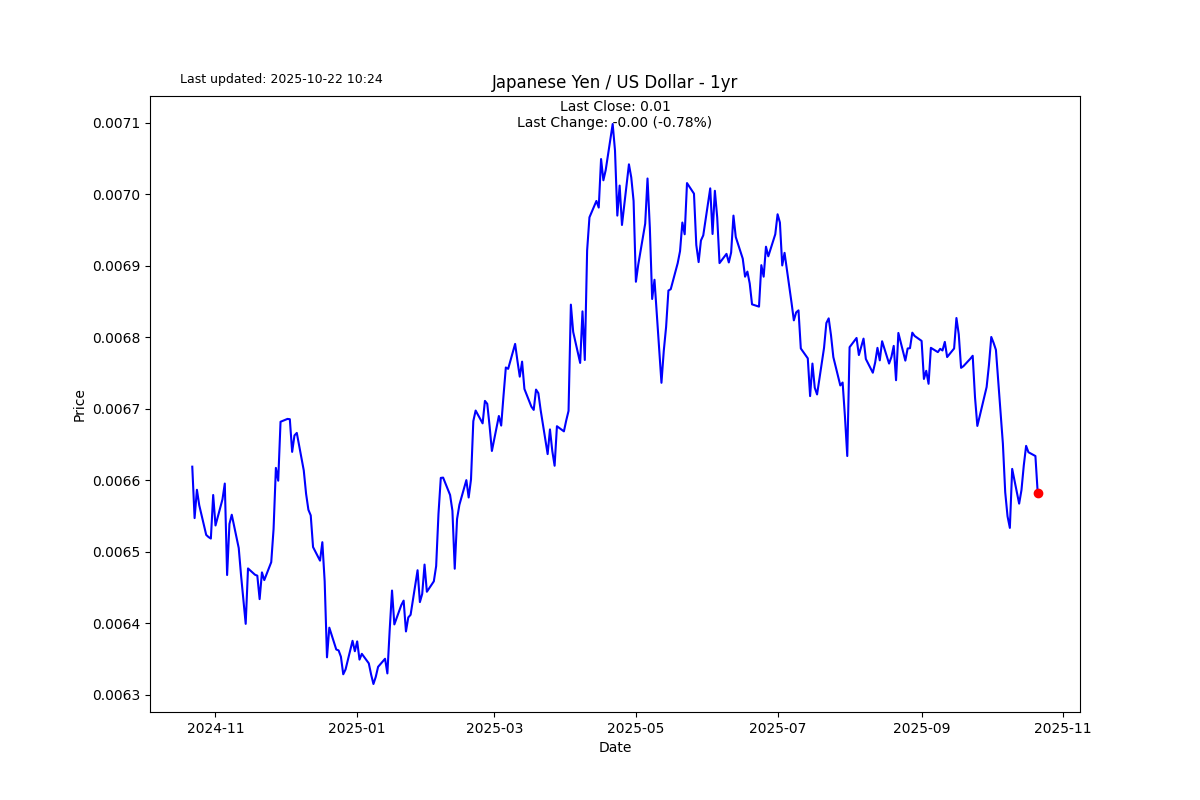 Last updated: 2025-10-22 10:24
Japanese Yen / US Dollar - 1yr
Last Close: 0.01
Last Change: -0.00 (-0.78%)
0.0071
0.0070
0.0069
0.0068
0.0067
0.0066
0.0065
0.0064
0.0063
Price
2024-11
2025-01
2025-03
2025-05
2025-07
2025-09
2025-11
Date